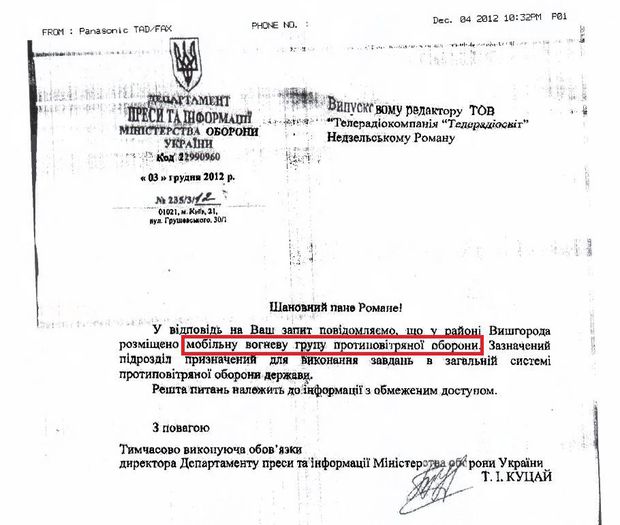 FROM : Panasonic TAD/FAX PHONE NO. : Dec. 04 2012 10:32PM P01
ДЕПАРТАМЕНТ
ПРЕСИ ТА ІНФОРМАЦІЇ
МІНІСТЕРСТВА ОБОРОНИ
УКРАЇНИ
Код 22990960
« 03 » грудня 2012 р.
№ 235/3/12
01021, м. Київ, 21,
вул. Грушевського, 30/1
Випусковому редактору ТОВ
"Телерадіокомпанія "Телерадіосвіт"
Недзельському Роману
Шановний пане Романе!
У відповідь на Ваш запит повідомляємо, що у районі Вишгорода
розміщено мобільну вогневу групу протиповітряної оборони. Зазначений
підрозділ призначений для виконання завдань в загальній системі
протиповітряної оборони держави.
Решта питань належить до інформації з обмеженим доступом.
З повагою
Тимчасово виконуюча обов'язки
директора Департаменту преси та інформації Міністерства оборони України
Т. І. КУЦАЙ